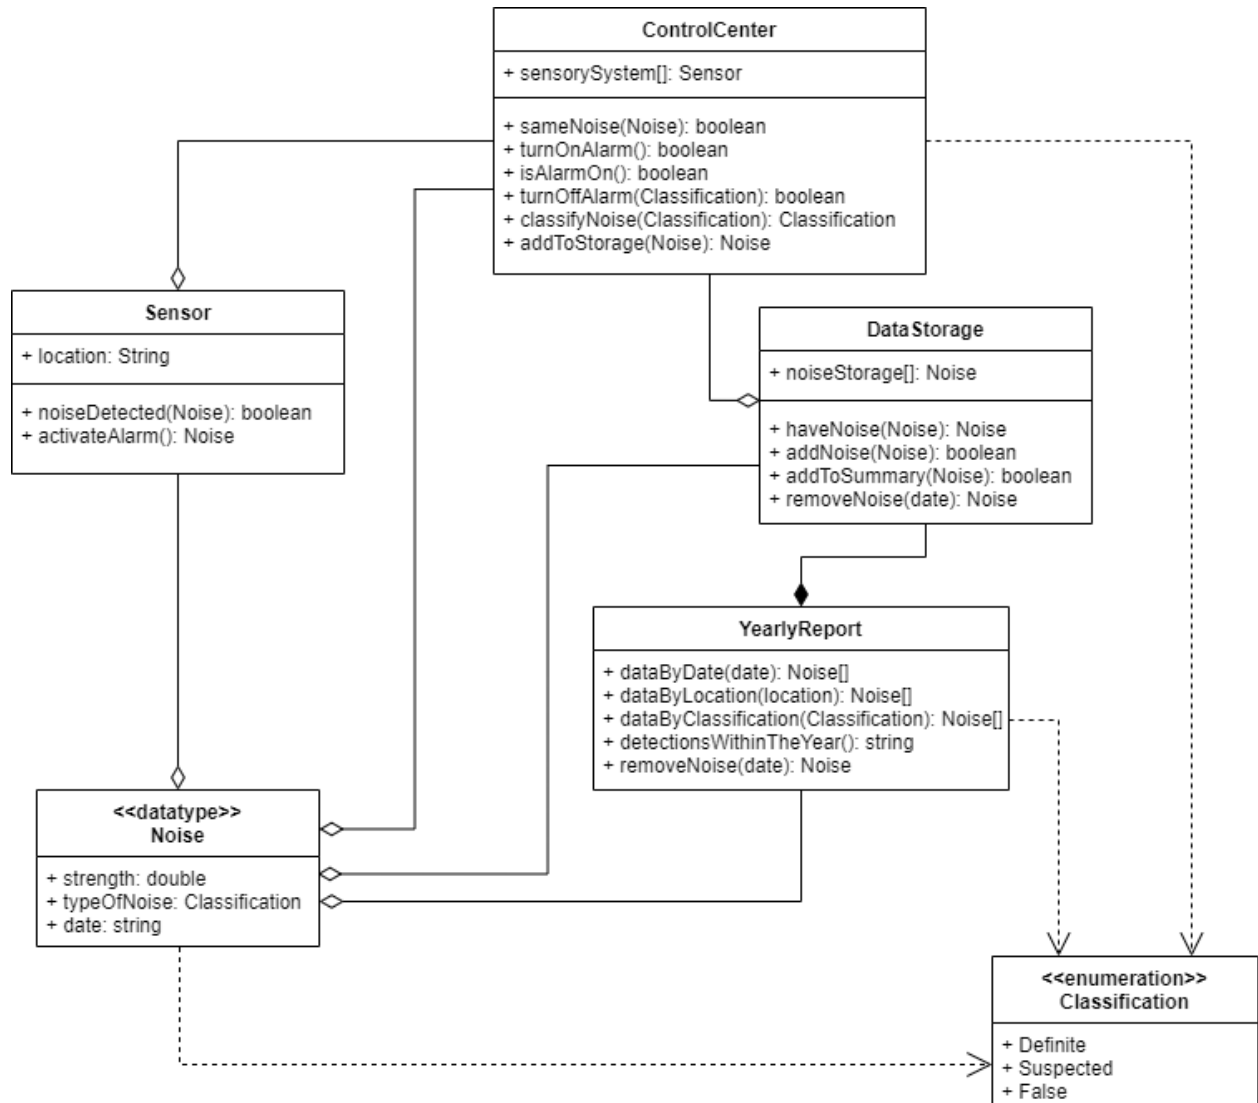 ControlCenter
+ sensorySystem[]: Sensor
+ sameNoise(Noise): boolean
+ turnOnAlarm(): boolean
+ isAlarmOn(): boolean
+ turnOffAlarm(Classification): boolean
+ classifyNoise(Classification): Classification
+ addToStorage(Noise): Noise
Sensor
+ location: String
+ noiseDetected(Noise): boolean
+ activateAlarm(): Noise
DataStorage
+ noiseStorage[]: Noise
+ haveNoise(Noise): Noise
+ addNoise(Noise): boolean
+ addToSummary(Noise): boolean
+ removeNoise(date): Noise
YearlyReport
+ dataByDate(date): Noise[]
+ dataByLocation(location): Noise[]
+ dataByClassification(Classification): Noise[]
+ detectionsWithinTheYear(): string
+ removeNoise(date): Noise
<<datatype>>
Noise
+ strength: double
+ typeOfNoise: Classification
+ date: string
<<enumeration>>
Classification
+ Definite
+ Suspected
+ False